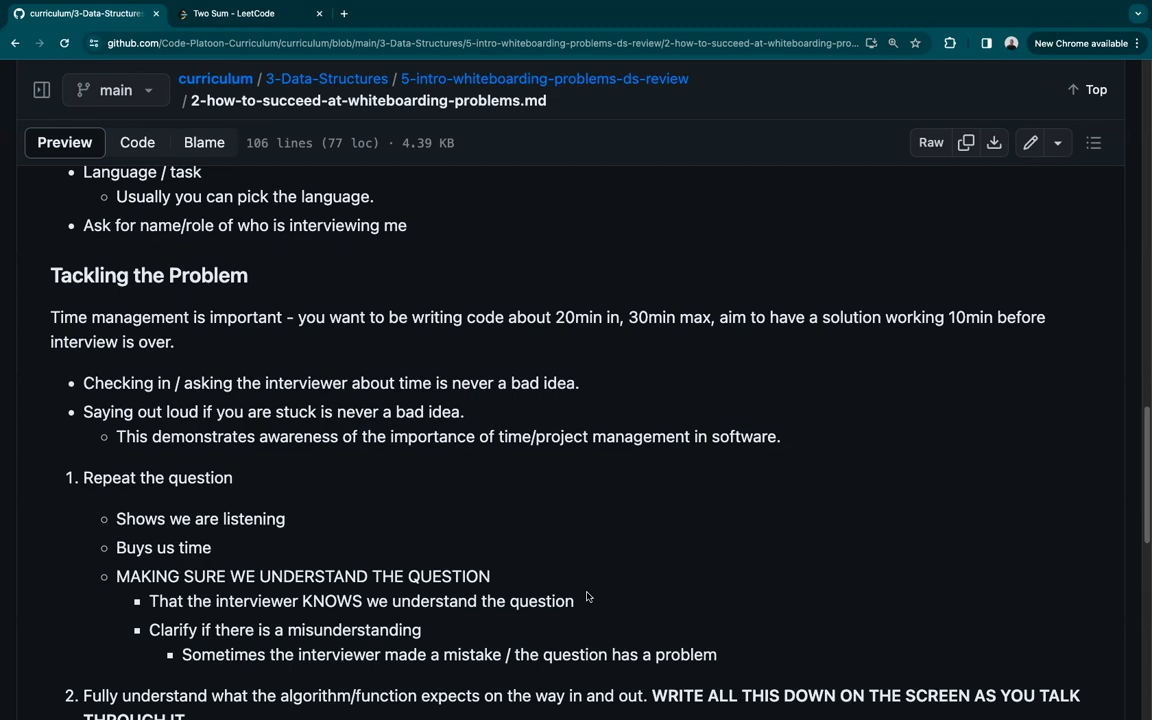 curriculum/3-Data-Structures
Two Sum - LeetCode
github.com/Code-Platoon-Curriculum/curriculum/blob/main/3-Data-Structures/5-intro-whiteboarding-problems-ds-review/2-how-to-succeed-at-whiteboarding-pro...
New Chrome available
main
curriculum / 3-Data-Structures / 5-intro-whiteboarding-problems-ds-review
/ 2-how-to-succeed-at-whiteboarding-problems.md
Top
Preview Code Blame 106 lines (77 loc) · 4.39 KB Raw
Language / task
Usually you can pick the language.
Ask for name/role of who is interviewing me
Tackling the Problem
Time management is important - you want to be writing code about 20min in, 30min max, aim to have a solution working 10min before
interview is over.
Checking in / asking the interviewer about time is never a bad idea.
Saying out loud if you are stuck is never a bad idea.
This demonstrates awareness of the importance of time/project management in software.
1. Repeat the question
Shows we are listening
Buys us time
MAKING SURE WE UNDERSTAND THE QUESTION
That the interviewer KNOWS we understand the question
Clarify if there is a misunderstanding
Sometimes the interviewer made a mistake / the question has a problem
2. Fully understand what the algorithm/function expects on the way in and out. WRITE ALL THIS DOWN ON THE SCREEN AS YOU TALK
THROUGH IT